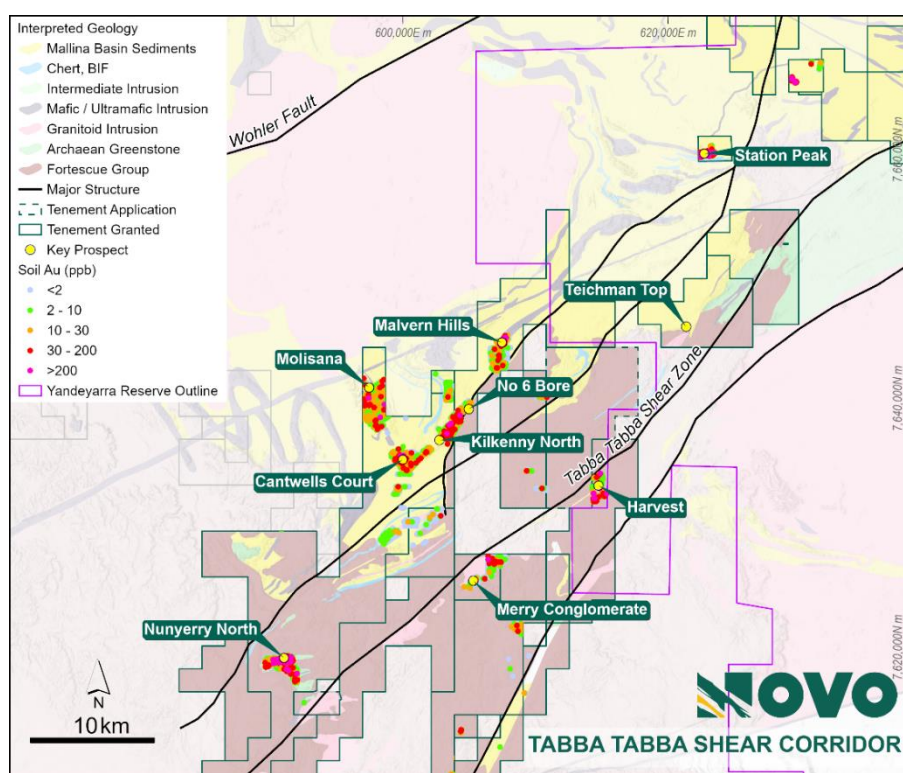 Interpreted Geology
Mallina Basin Sediments
Chert, BIF
Intermediate Intrusion
Mafic / Ultramafic Intrusion
Granitoid Intrusion
Archaean Greenstone
Fortescue Group
Major Structure
Tenement Application
Tenement Granted
Key Prospect
Soil Au (ppb)
<2
2 - 10
10 - 30
30 - 200
>200
Yandeyarra Reserve Outline
600,000E m
620,000E m
Wohler Fault
7,660,000N m
Station Peak
Teichman Top
Malvern Hills
Molisana
No 6 Bore
7,640,000N m
Kilkenny North
Tabba Tabba Shear Zone
Cantwells Court
Harvest
Merry Conglomerate
Nunyerry North
7,620,000N m
N
10km
NOVO
TABBA TABBA SHEAR CORRIDOR